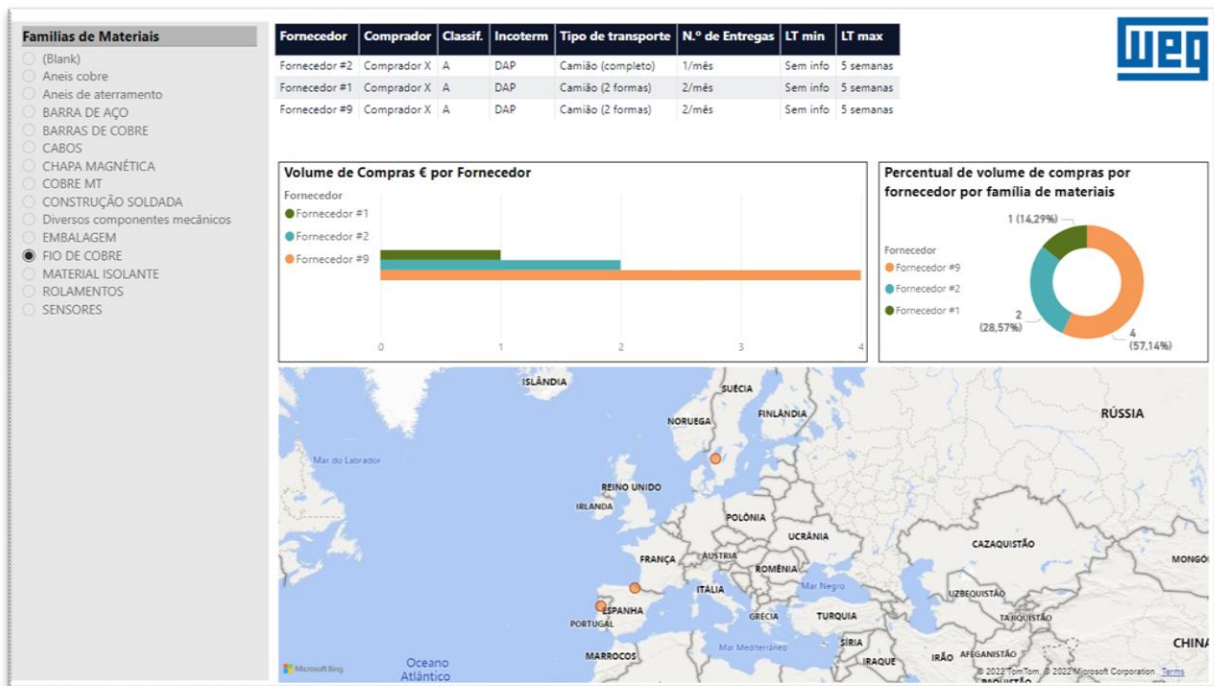 Famílias de Materiais
(Blank)
Aneis cobre
Aneis de aterramento
BARRA DE AÇO
BARRAS DE COBRE
CABOS
CHAPA MAGNÉTICA
COBRE MT
CONSTRUÇÃO SOLDADA
Diversos componentes mecânicos
EMBALAGEM
FIO DE COBRE
MATERIAL ISOLANTE
ROLAMENTOS
SENSORES
Fornecedor Comprador Classif. Incoterm Tipo de transporte N.º de Entregas LT min LT max
Fornecedor #2 Comprador X A DAP Camião (completo) 1/mês Sem info 5 semanas
Fornecedor #1 Comprador X A DAP Camião (2 formas) 2/mês Sem info 5 semanas
Fornecedor #9 Comprador X A DAP Camião (2 formas) 2/mês Sem info 5 semanas
weg
Volume de Compras € por Fornecedor
Fornecedor
Fornecedor #1
Fornecedor #2
Fornecedor #9
0 1 2 3 4
Percentual de volume de compras por
fornecedor por família de materiais
1 (14,29%)
Fornecedor
Fornecedor #9
Fornecedor #2
Fornecedor #1
2
(28,57%)
4
(57,14%)
ISLÂNDIA
SUÉCIA
FINLÂNDIA
NORUEGA
RÚSSIA
Mar do Labrador
REINO UNIDO
IRLANDA
POLÔNIA
UCRÂNIA
CAZAQUISTÃO
FRANÇA
ÁUSTRIA
ROMÊNIA
MONGÓ
ITÁLIA
Mar Negro
UZBEQUISTÃO
ESPANHA
GRÉCIA
TURQUIA
TAJIQUISTÃO
PORTUGAL
SÍRIA
CHINA
MARROCOS
Mar Mediterrâneo
IRAQUE
IRÃO
AFEGANISTÃO
Oceano
Atlântico
Microsoft Bing
© 2022 TomTom, © 2022 Microsoft Corporation Terms
PAQUISTÃO